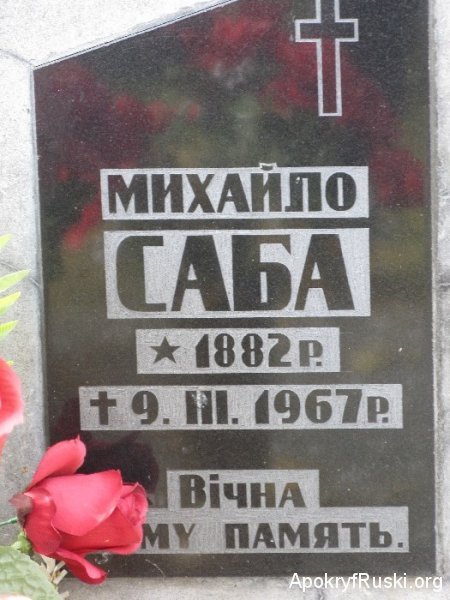 МИХАЙЛО
САБА
★ 1882 р.
✝ 9. III. 1967 р.
Вічна
му память.
ApokryfRuski.org